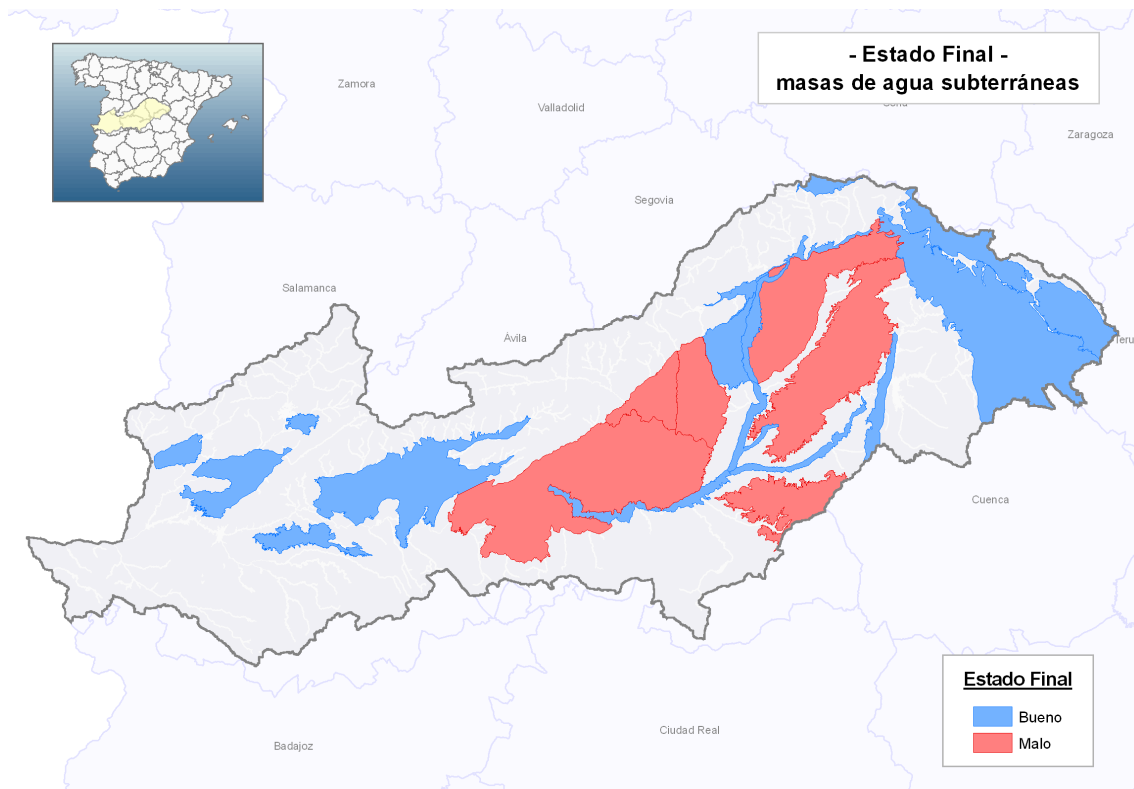 - Estado Final -
masas de agua subterráneas
Zamora
Valladolid
Zaragoza
Segovia
Salamanca
Ávila
Teru
Cuenca
Ciudad Real
Badajoz
Estado Final
Bueno
Malo